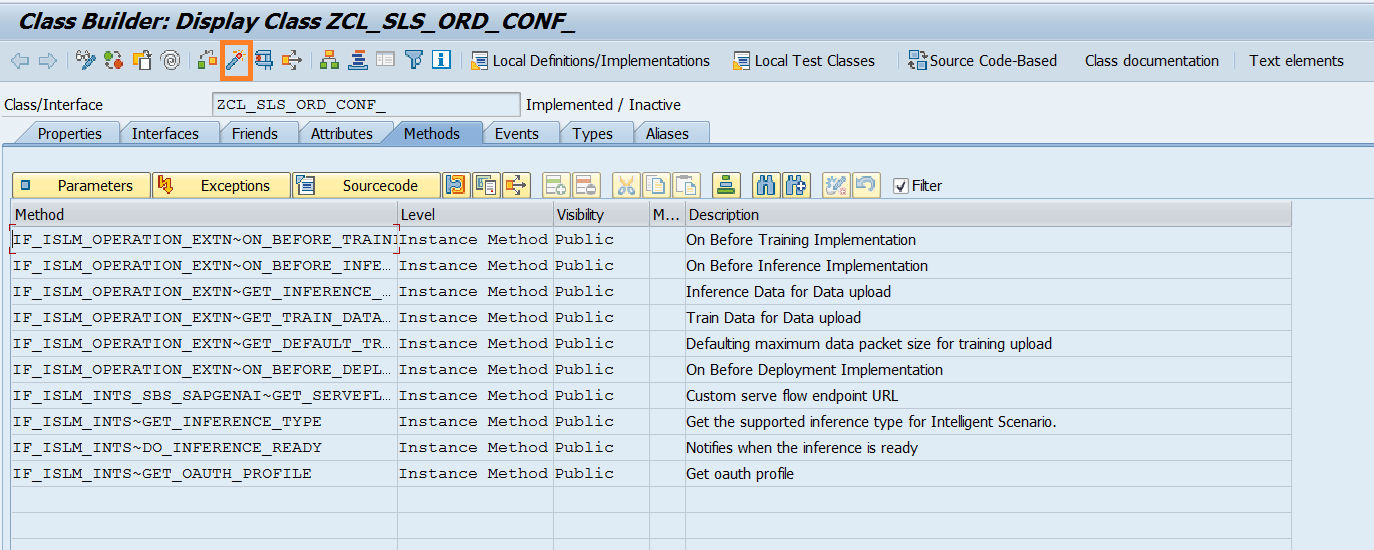 Class Builder: Display Class ZCL_SLS_ORD_CONF_
Local Definitions/Implementations Local Test Classes Source Code-Based Class documentation Text elements
Class/Interface ZCL_SLS_ORD_CONF_ Implemented / Inactive
Properties Interfaces Friends Attributes Methods Events Types Aliases
Parameters Exceptions Sourcecode Filter
Method Level Visibility M... Description
IF_ISLM_OPERATION_EXTN~ON_BEFORE_TRAINI Instance Method Public On Before Training Implementation
IF_ISLM_OPERATION_EXTN~ON_BEFORE_INFE... Instance Method Public On Before Inference Implementation
IF_ISLM_OPERATION_EXTN~GET_INFERENCE_... Instance Method Public Inference Data for Data upload
IF_ISLM_OPERATION_EXTN~GET_TRAIN_DATA... Instance Method Public Train Data for Data upload
IF_ISLM_OPERATION_EXTN~GET_DEFAULT_TR... Instance Method Public Defaulting maximum data packet size for training upload
IF_ISLM_OPERATION_EXTN~ON_BEFORE_DEPL... Instance Method Public On Before Deployment Implementation
IF_ISLM_INTS_SBS_SAPGENAI~GET_SERVEFL... Instance Method Public Custom serve flow endpoint URL
IF_ISLM_INTS~GET_INFERENCE_TYPE Instance Method Public Get the supported inference type for Intelligent Scenario.
IF_ISLM_INTS~DO_INFERENCE_READY Instance Method Public Notifies when the inference is ready
IF_ISLM_INTS~GET_OAUTH_PROFILE Instance Method Public Get oauth profile